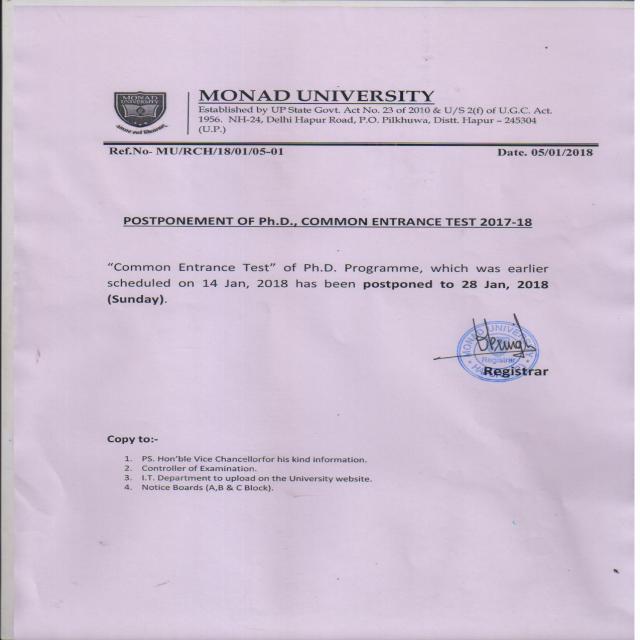 MONAD UNIVERSITY
Established by UP State Govt. Act No. 23 of 2010 & U/S 2(f) of U.G.C. Act.
1956. NH-24, Delhi Hapur Road, P.O. Pilkhuwa, Distt. Hapur – 245304
(U.P.)
MONAD
UNIVERSITY
Ref.No- MU/RCH/18/01/05-01
Date. 05/01/2018
POSTPONEMENT OF Ph.D., COMMON ENTRANCE TEST 2017-18
“Common Entrance Test” of Ph.D. Programme, which was earlier
scheduled on 14 Jan, 2018 has been postponed to 28 Jan, 2018
(Sunday).
MONAD UNIVERSITY
Registrar
Registrar
Copy to:-
1. PS. Hon’ble Vice Chancellorfor his kind information.
2. Controller of Examination.
3. I.T. Department to upload on the University website.
4. Notice Boards (A,B & C Block).